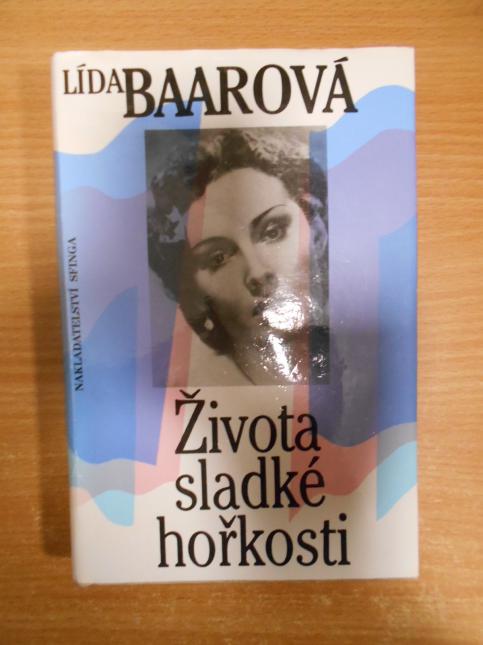 LÍDA BAAROVÁ
NAKLADATELSTVÍ SFINGA
Života
sladké
hořkosti